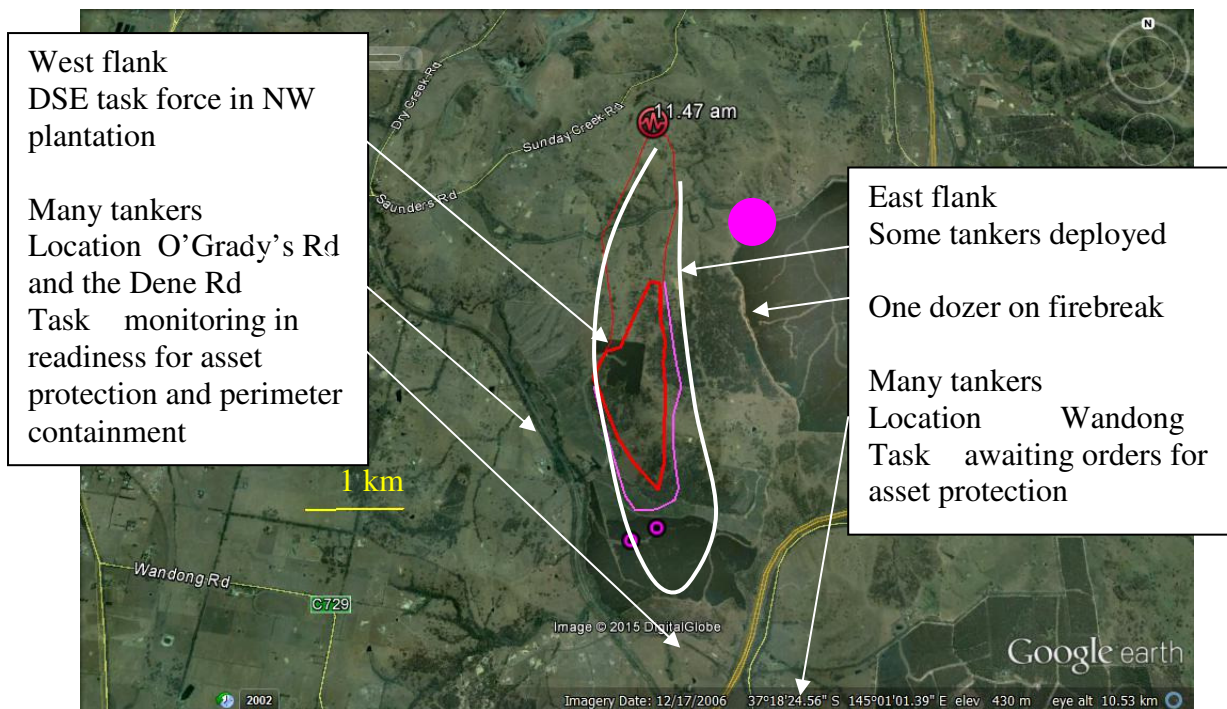 West flank
DSE task force in NW
plantation
Many tankers
Location O'Grady's Rd
and the Dene Rd
Task monitoring in
readiness for asset
protection and perimeter
containment
11.47 am
Dry Creek Rd
Sunday Creek Rd
Saunders Rd
N
East flank
Some tankers deployed
One dozer on firebreak
Many tankers
Location Wandong
Task awaiting orders for
asset protection
1 km
Wandong Rd
C729
Image © 2015 DigitalGlobe
Google earth
2002
Imagery Date: 12/17/2006 37°18'24.56" S 145°01'01.39" E elev 430 m eye alt 10.53 km